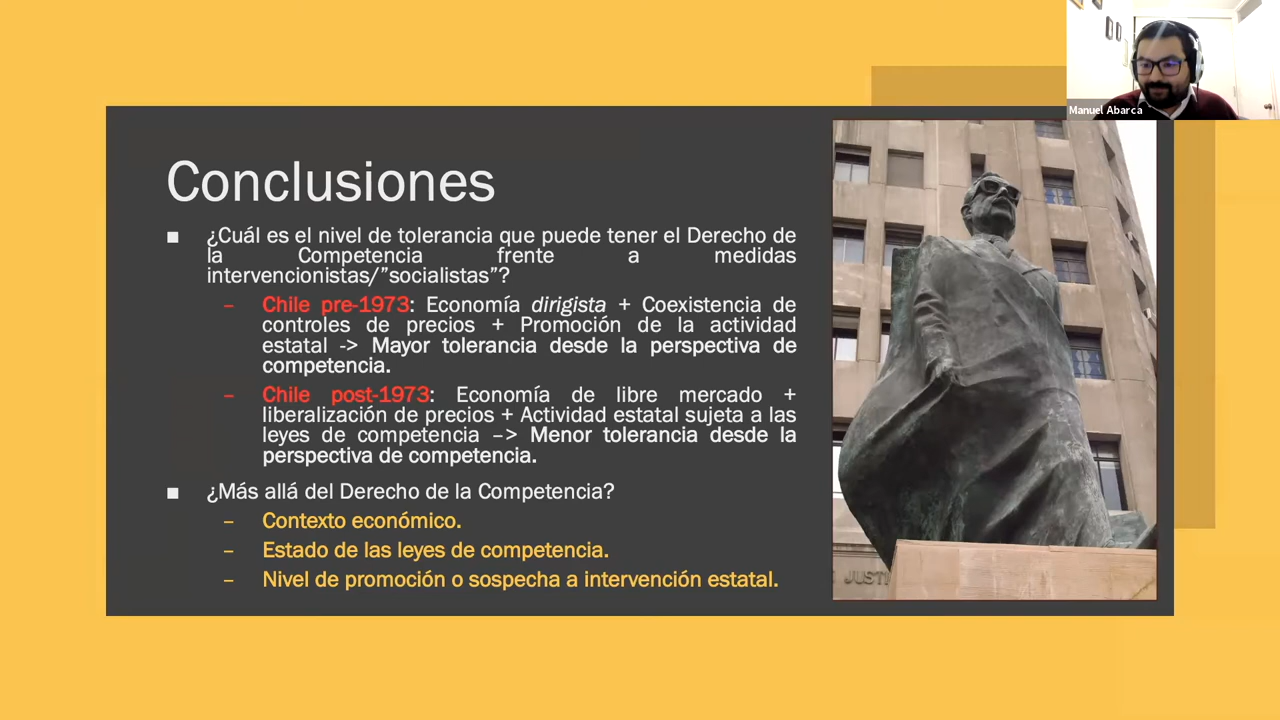 Manuel Abarca
Conclusiones
■ ¿Cuál es el nivel de tolerancia que puede tener el Derecho de
la Competencia frente a medidas
intervencionistas/”socialistas”?
– Chile pre-1973: Economía dirigista + Coexistencia de
controles de precios + Promoción de la actividad
estatal -> Mayor tolerancia desde la perspectiva de
competencia.
– Chile post-1973: Economía de libre mercado +
liberalización de precios + Actividad estatal sujeta a las
leyes de competencia –> Menor tolerancia desde la
perspectiva de competencia.
■ ¿Más allá del Derecho de la Competencia?
– Contexto económico.
– Estado de las leyes de competencia.
– Nivel de promoción o sospecha a intervención estatal.
JUSTI